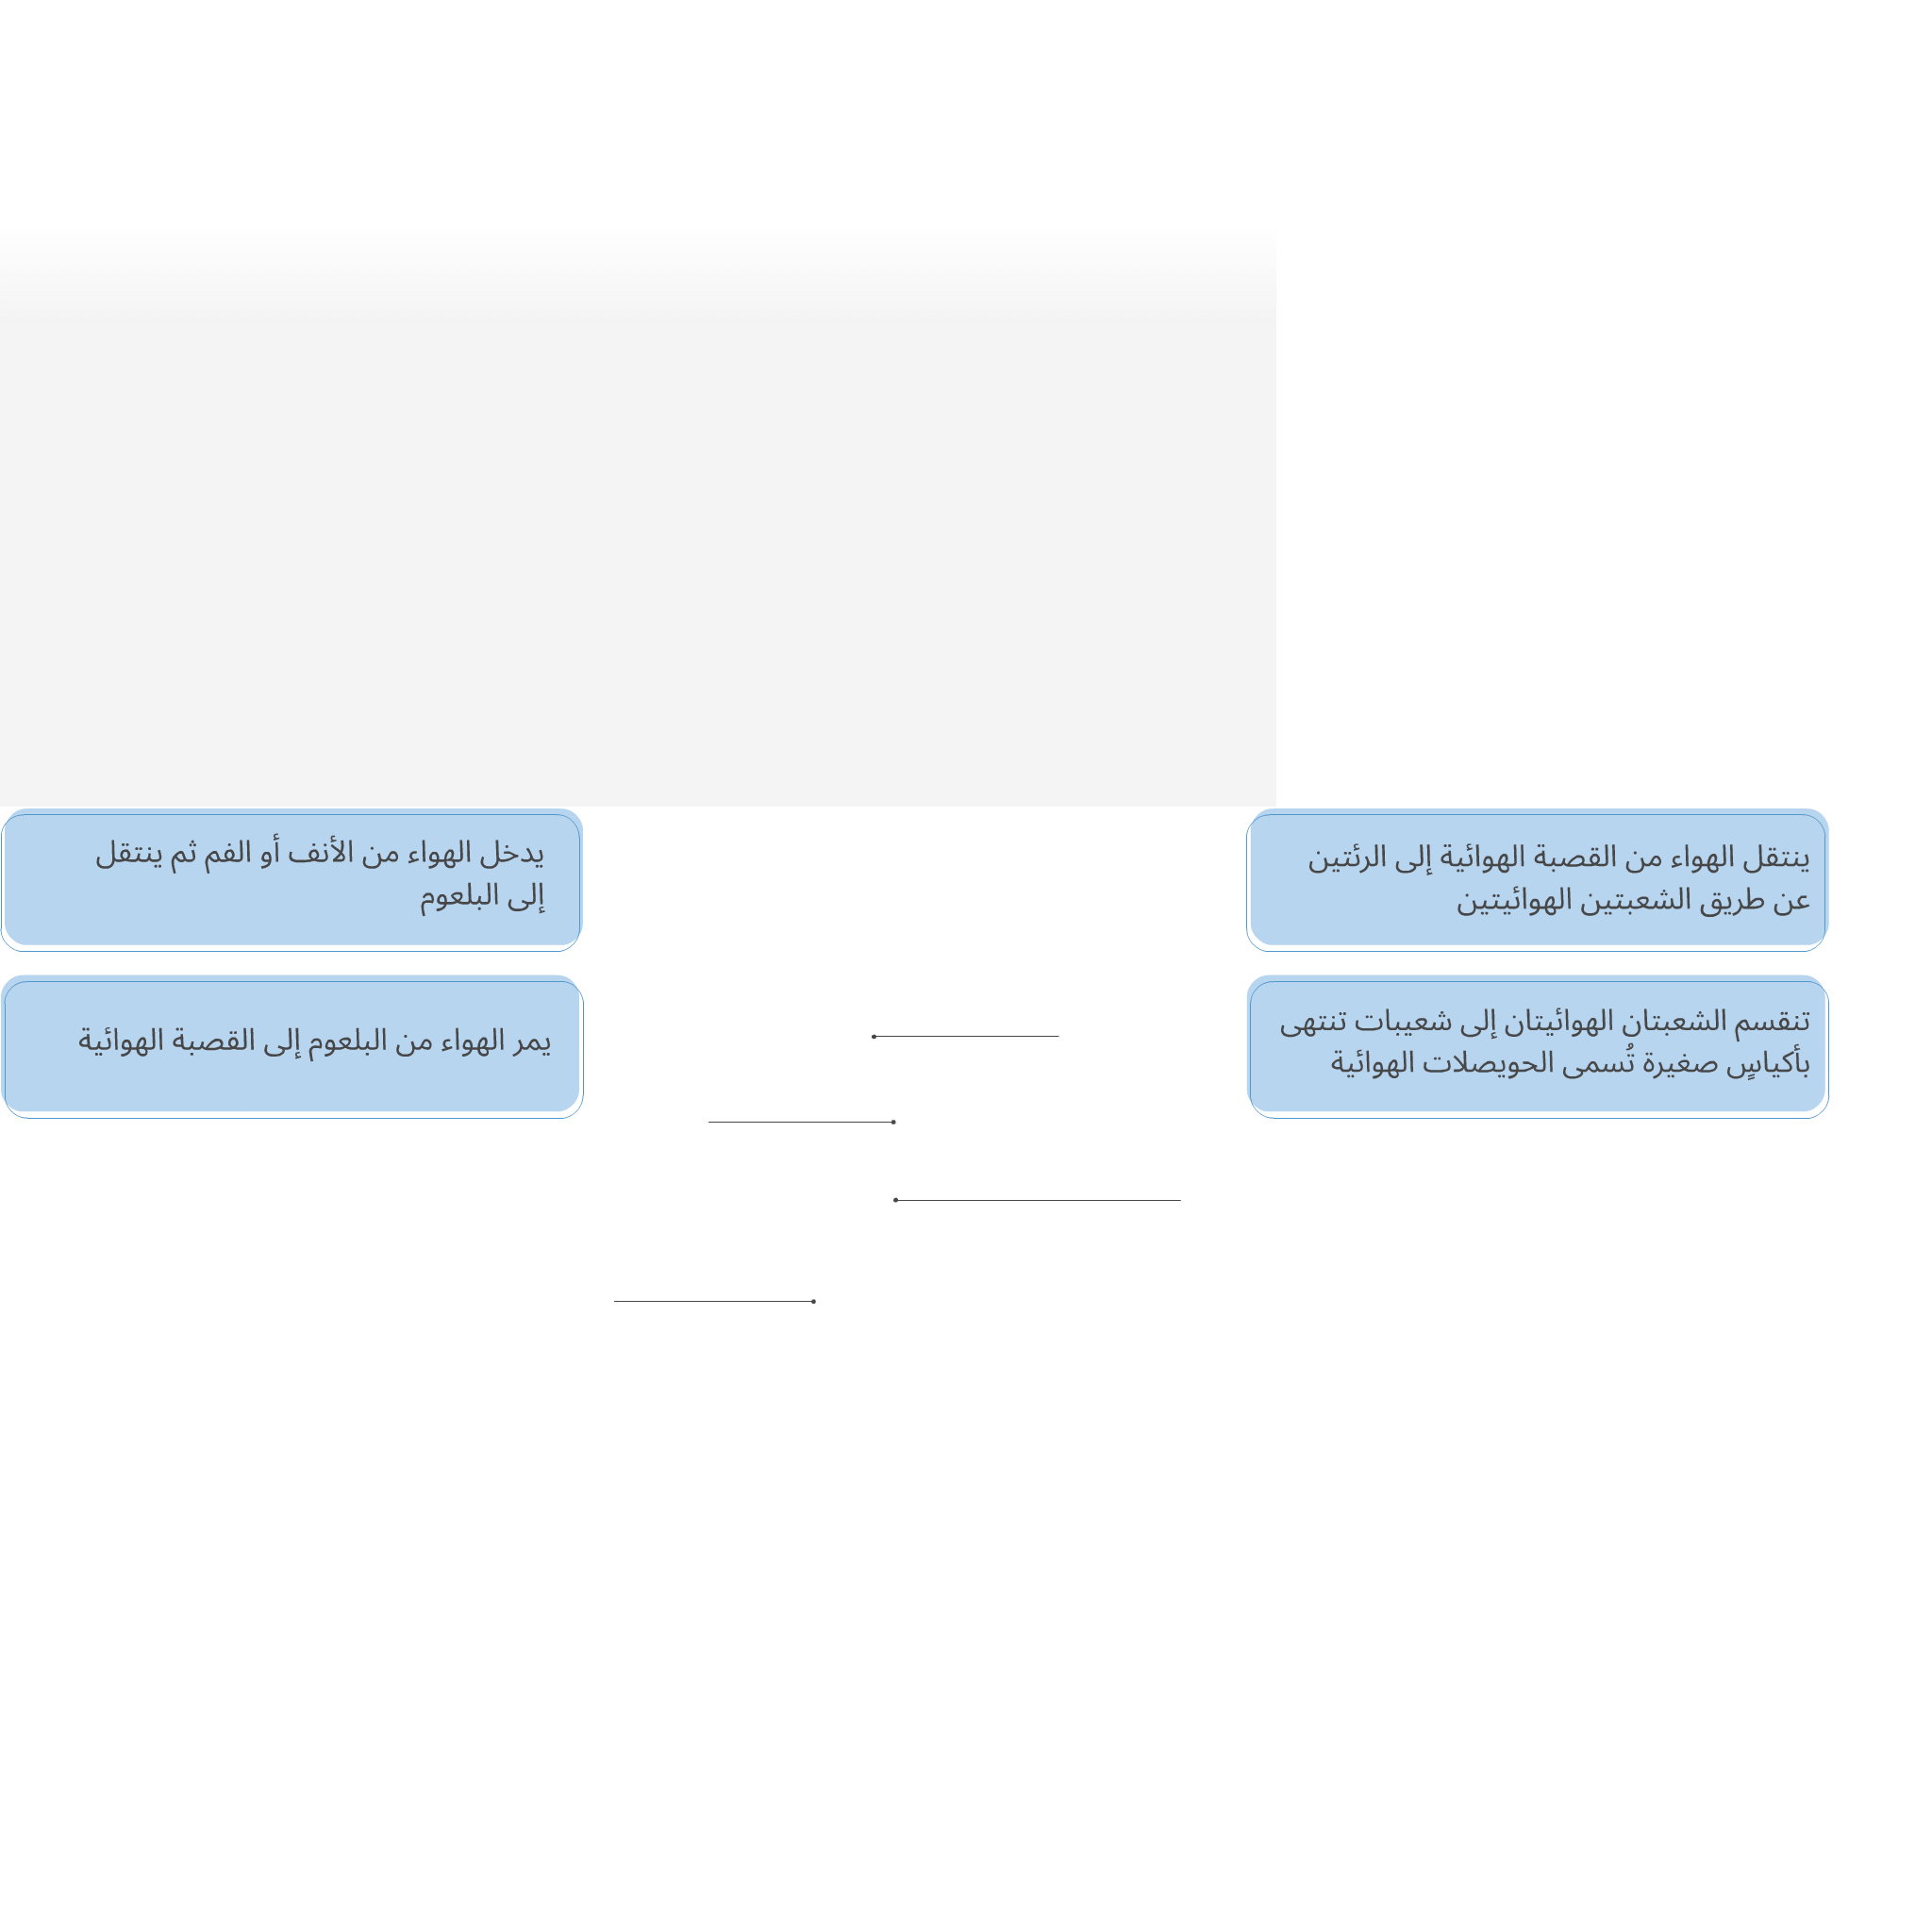 ينتقل الهواء من القصبة الهوائية إلى الرئتين
عن طريق الشعبتين الهوائيتين
يدخل الهواء من الأنف أو الفم ثم ينتقل
إلى البلعوم
تنقسم الشعبتان الهوائيتان إلى شعيبات تنتهى
بأكياسٍ صغيرة تُسمى الحويصلات الهوائية
يمر الهواء من البلعوم إلى القصبة الهوائية